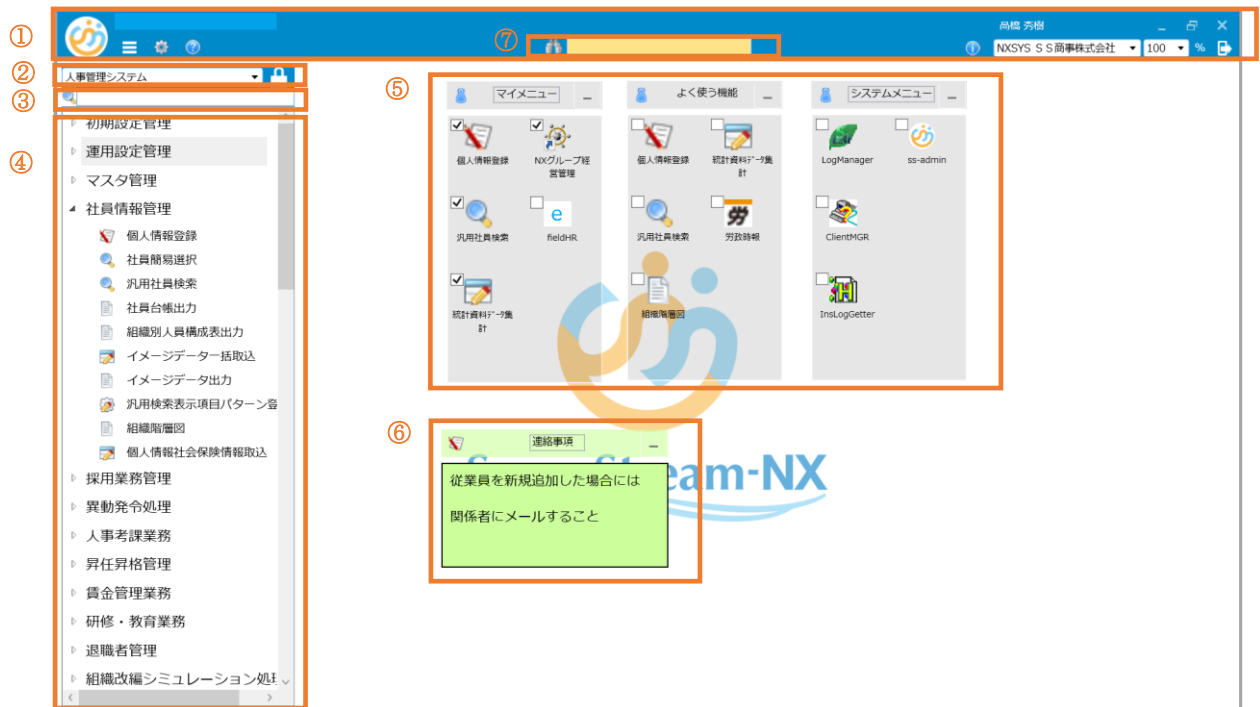 ①
高橋 秀樹
⑦
NXSYS ＳＳ商事株式会社 100 %
②
人事管理システム
③
④
初期設定管理
運用設定管理
マスタ管理
社員情報管理
個人情報登録
社員簡易選択
汎用社員検索
社員台帳出力
組織別人員構成表出力
イメージデータ一括取込
イメージデータ出力
汎用検索表示項目パターン登
組織階層図
個人情報社会保険情報取込
採用業務管理
異動発令処理
人事考課業務
昇任昇格管理
賃金管理業務
研修・教育業務
退職者管理
組織改編シミュレーション処理
⑤
マイメニュー
個人情報登録
NXグループ経
営管理
汎用社員検索
fieldHR
統計資料ﾃﾞｰﾀ集
計
よく使う機能
個人情報登録
統計資料ﾃﾞｰﾀ集
計
汎用社員検索
労政時報
組織階層図
システムメニュー
LogManager
ss-admin
ClientMGR
InsLogGetter
⑥
連絡事項
従業員を新規追加した場合には
関係者にメールすること
eam-NX